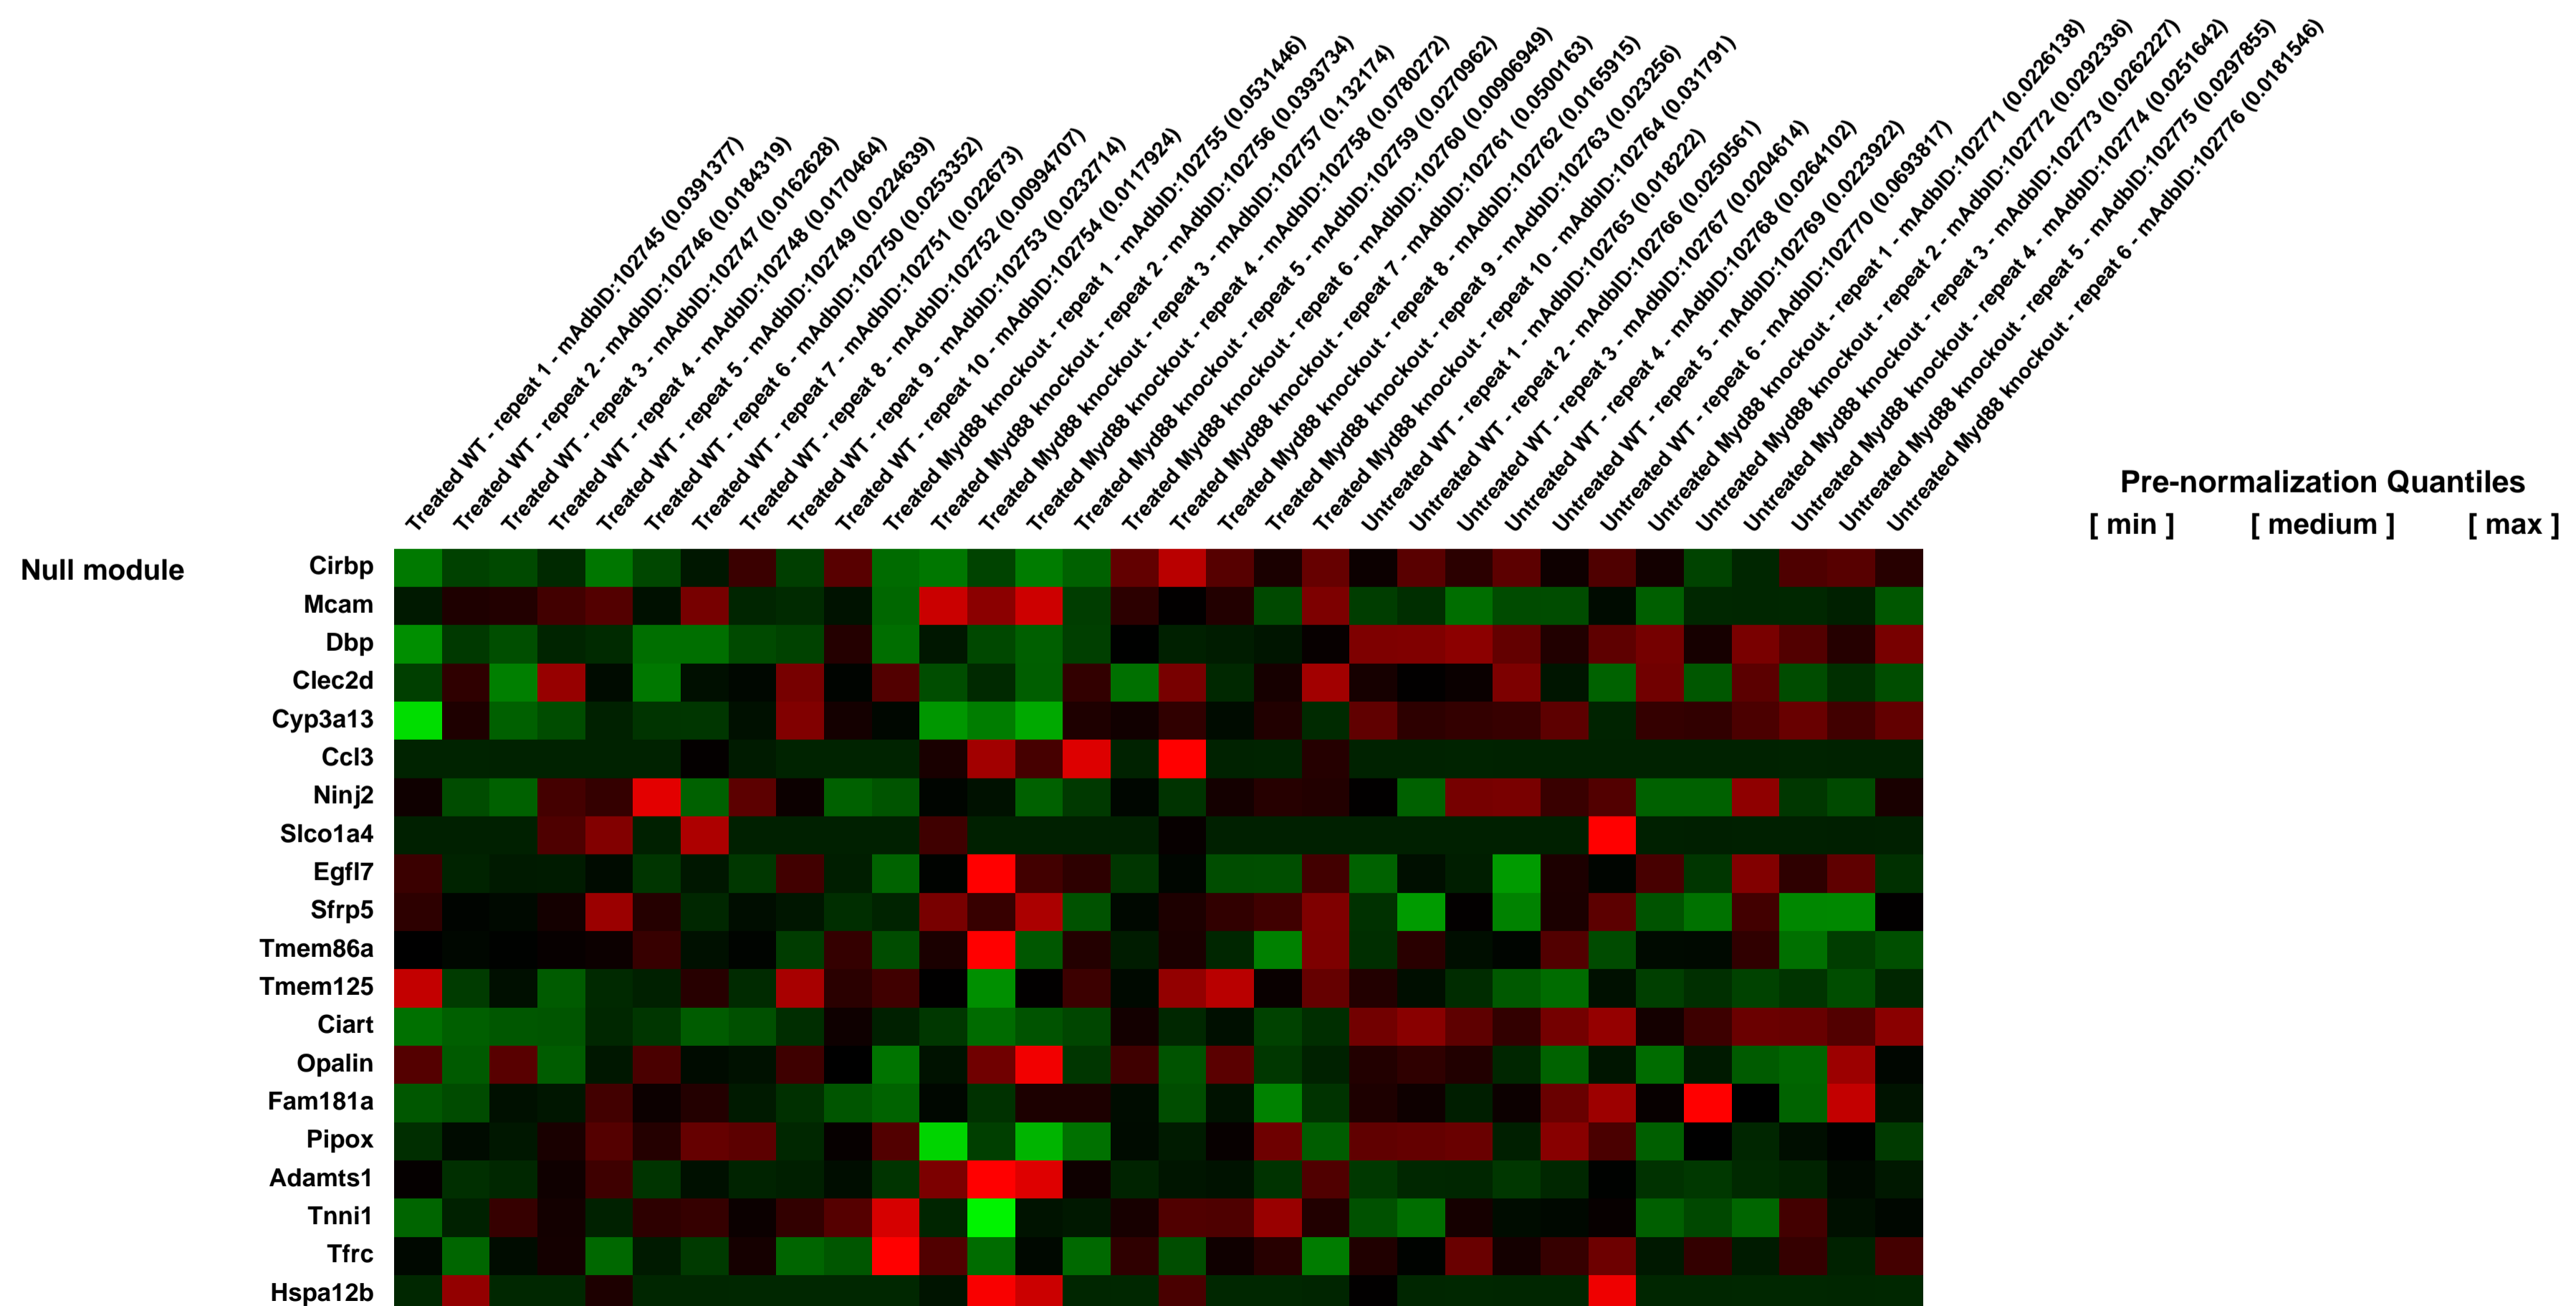 Treated WT - repeat 1 - mAdbID:102745 (0.0391377)
Treated WT - repeat 2 - mAdbID:102746 (0.0184319)
Treated WT - repeat 3 - mAdbID:102747 (0.0162628)
Treated WT - repeat 4 - mAdbID:102748 (0.0170464)
Treated WT - repeat 5 - mAdbID:102749 (0.0224639)
Treated WT - repeat 6 - mAdbID:102750 (0.0253352)
Treated WT - repeat 7 - mAdbID:102751 (0.022673)
Treated WT - repeat 8 - mAdbID:102752 (0.00994707)
Treated WT - repeat 9 - mAdbID:102753 (0.0232714)
Treated WT - repeat 10 - mAdbID:102754 (0.0117924)
Treated Myd88 knockout - repeat 1 - mAdbID:102755 (0.0531446)
Treated Myd88 knockout - repeat 2 - mAdbID:102756 (0.0393734)
Treated Myd88 knockout - repeat 3 - mAdbID:102757 (0.132174)
Treated Myd88 knockout - repeat 4 - mAdbID:102758 (0.0780272)
Treated Myd88 knockout - repeat 5 - mAdbID:102759 (0.0270962)
Treated Myd88 knockout - repeat 6 - mAdbID:102760 (0.00906949)
Treated Myd88 knockout - repeat 7 - mAdbID:102761 (0.0500163)
Treated Myd88 knockout - repeat 8 - mAdbID:102762 (0.0165915)
Treated Myd88 knockout - repeat 9 - mAdbID:102763 (0.023256)
Treated Myd88 knockout - repeat 10 - mAdbID:102764 (0.031791)
Untreated WT - repeat 1 - mAdbID:102765 (0.018222)
Untreated WT - repeat 2 - mAdbID:102766 (0.0250561)
Untreated WT - repeat 3 - mAdbID:102767 (0.0204614)
Untreated WT - repeat 4 - mAdbID:102768 (0.0264102)
Untreated WT - repeat 5 - mAdbID:102769 (0.0223922)
Untreated WT - repeat 6 - mAdbID:102770 (0.0693817)
Untreated Myd88 knockout - repeat 1 - mAdbID:102771 (0.0226138)
Untreated Myd88 knockout - repeat 2 - mAdbID:102772 (0.0292336)
Untreated Myd88 knockout - repeat 3 - mAdbID:102773 (0.0262227)
Untreated Myd88 knockout - repeat 4 - mAdbID:102774 (0.0251642)
Untreated Myd88 knockout - repeat 5 - mAdbID:102775 (0.0297855)
Untreated Myd88 knockout - repeat 6 - mAdbID:102776 (0.0181546)
Pre-normalization Quantiles
[ min ] [ medium ] [ max ]
Null module
Cirbp
Mcam
Dbp
Clec2d
Cyp3a13
Ccl3
Ninj2
Slco1a4
Egfl7
Sfrp5
Tmem86a
Tmem125
Ciart
Opalin
Fam181a
Pipox
Adamts1
Tnni1
Tfrc
Hspa12b